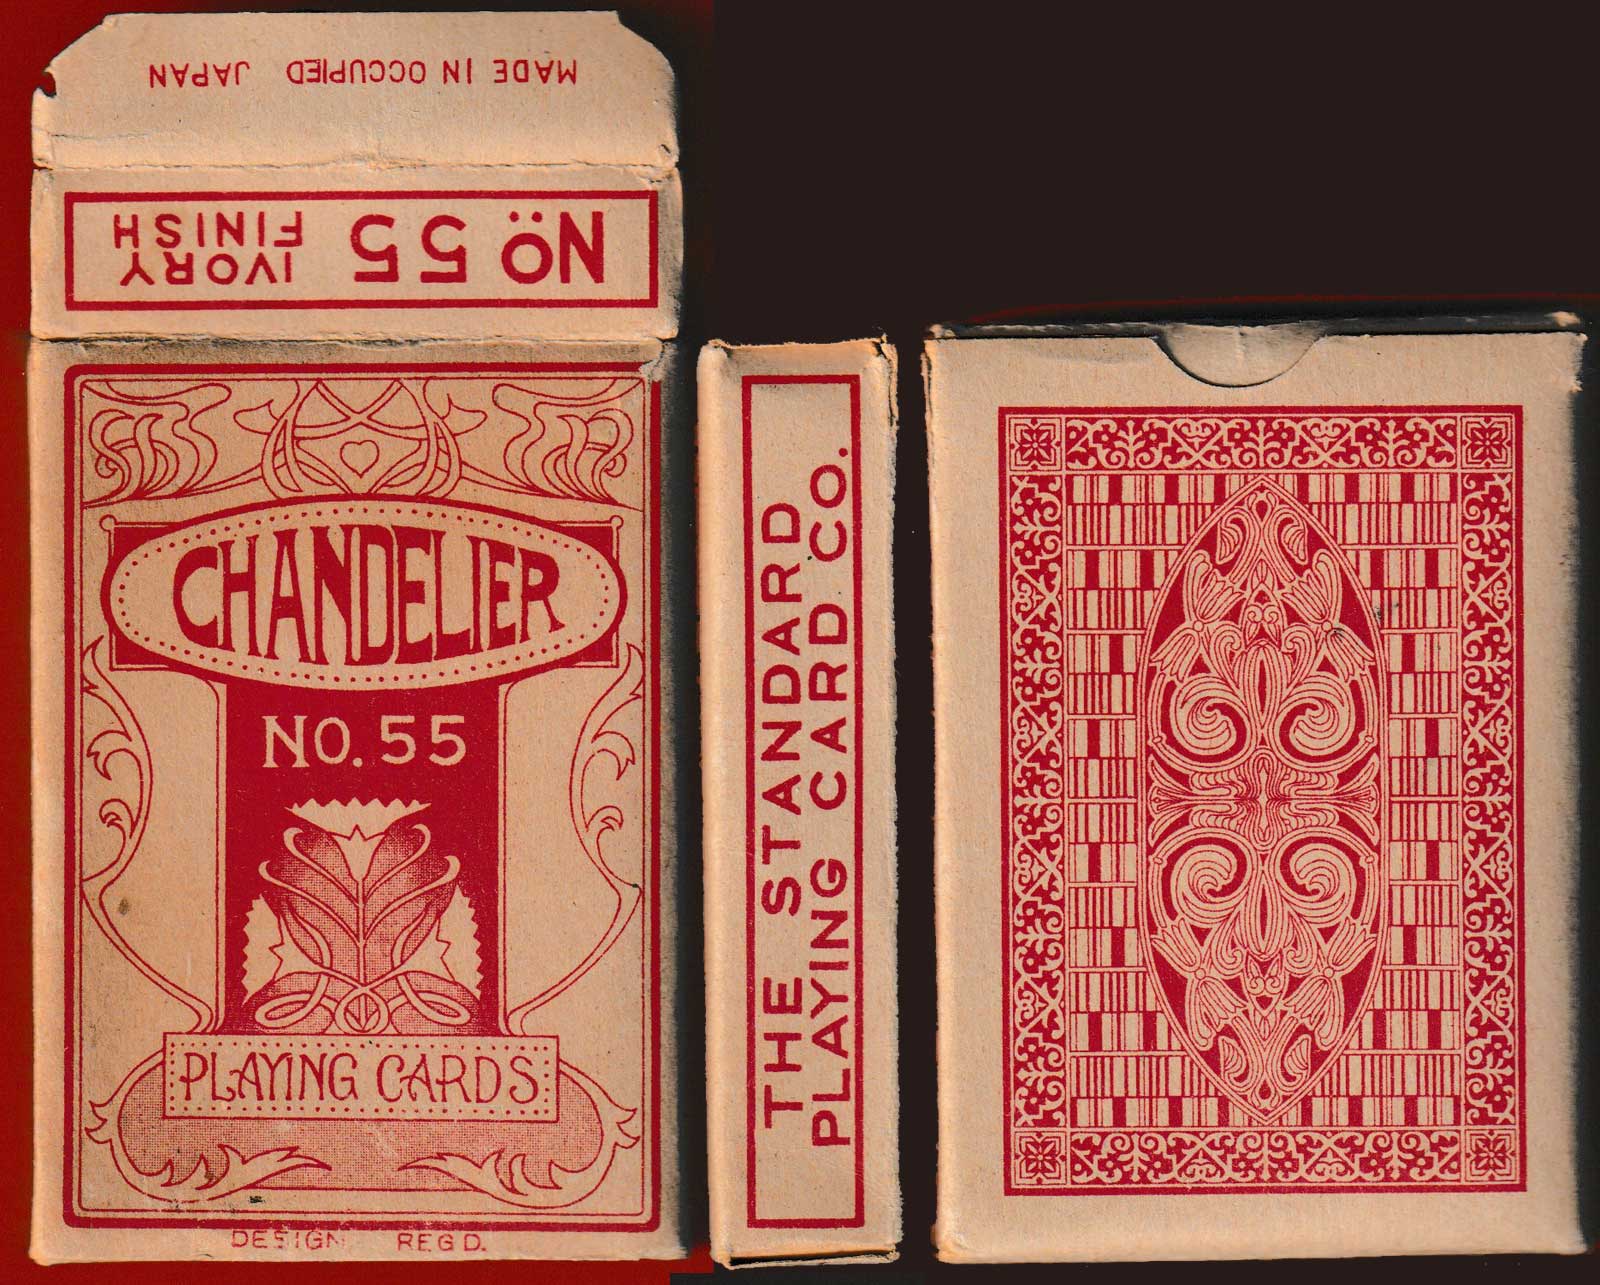 MADE IN OCCUPIED JAPAN
NO. 55 IVORY
FINISH
CHANDELIER
NO. 55
PLAYING CARDS
DESIGN REG D.
THE STANDARD
PLAYING CARD CO.